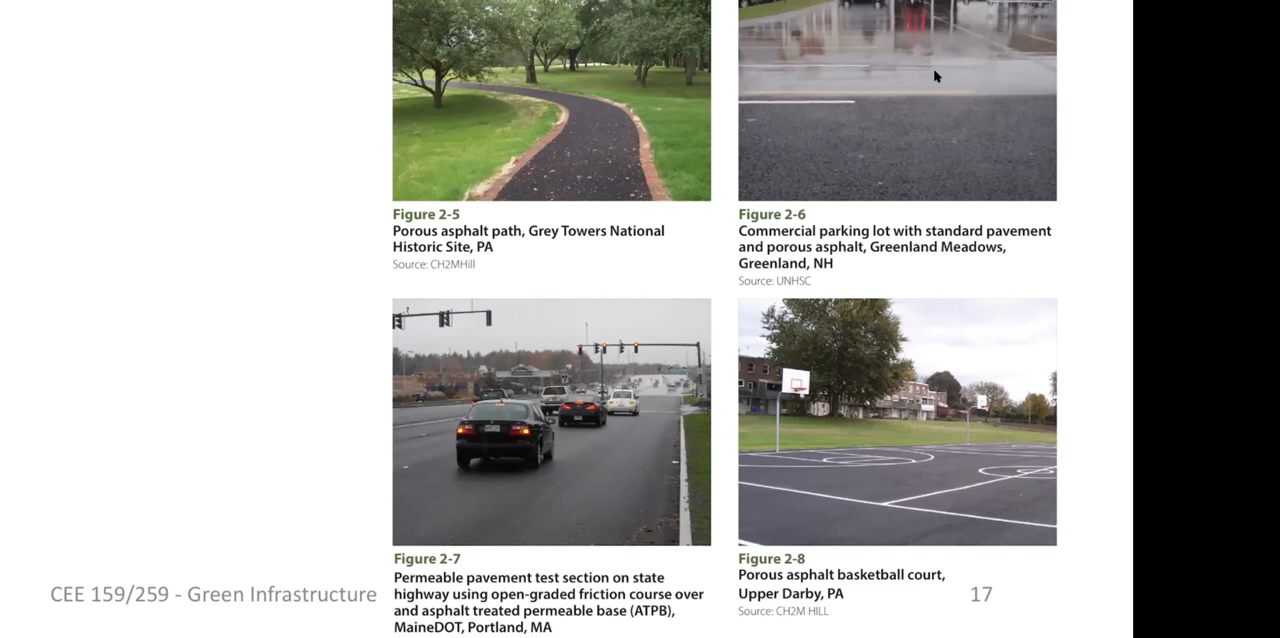 Figure 2-5
Porous asphalt path, Grey Towers National
Historic Site, PA
Source: CH2MHill
Figure 2-6
Commercial parking lot with standard pavement
and porous asphalt, Greenland Meadows,
Greenland, NH
Source: UNHSC
Figure 2-7
Permeable pavement test section on state
highway using open-graded friction course over
and asphalt treated permeable base (ATPB),
MaineDOT, Portland, MA
Figure 2-8
Porous asphalt basketball court,
Upper Darby, PA
Source: CH2M HILL
CEE 159/259 - Green Infrastructure
17